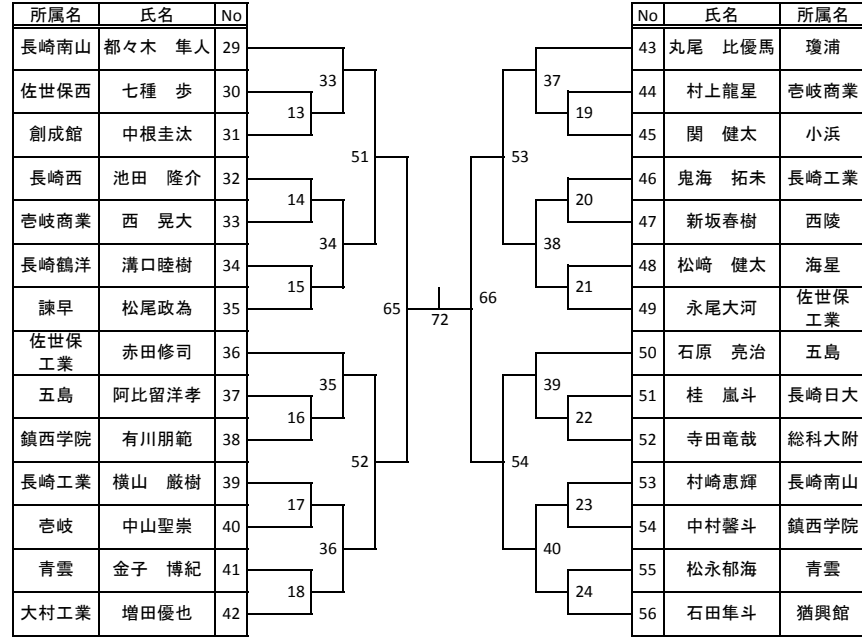 所属名 氏名 No
長崎南山 都々木 隼人 29
佐世保西 七種 歩 30
創成館 中根圭汰 31
長崎西 池田 隆介 32
壱岐商業 西 晃大 33
長崎鶴洋 溝口睦樹 34
諫早 松尾政為 35
佐世保
工業 赤田修司 36
五島 阿比留洋孝 37
鎮西学院 有川朋範 38
長崎工業 横山 厳樹 39
壱岐 中山聖崇 40
青雲 金子 博紀 41
大村工業 増田優也 42
33
13
51
14
34
15
65
35
16
52
17
36
18
72
66
37
19
53
20
38
21
39
22
54
23
40
24
No 氏名 所属名
43 丸尾 比優馬 瓊浦
44 村上龍星 壱岐商業
45 関 健太 小浜
46 鬼海 拓未 長崎工業
47 新坂春樹 西陵
48 松﨑 健太 海星
49 永尾大河 佐世保
工業
50 石原 亮治 五島
51 桂 嵐斗 長崎日大
52 寺田竜哉 総科大附
53 村崎恵輝 長崎南山
54 中村馨斗 鎮西学院
55 松永郁海 青雲
56 石田隼斗 猶興館